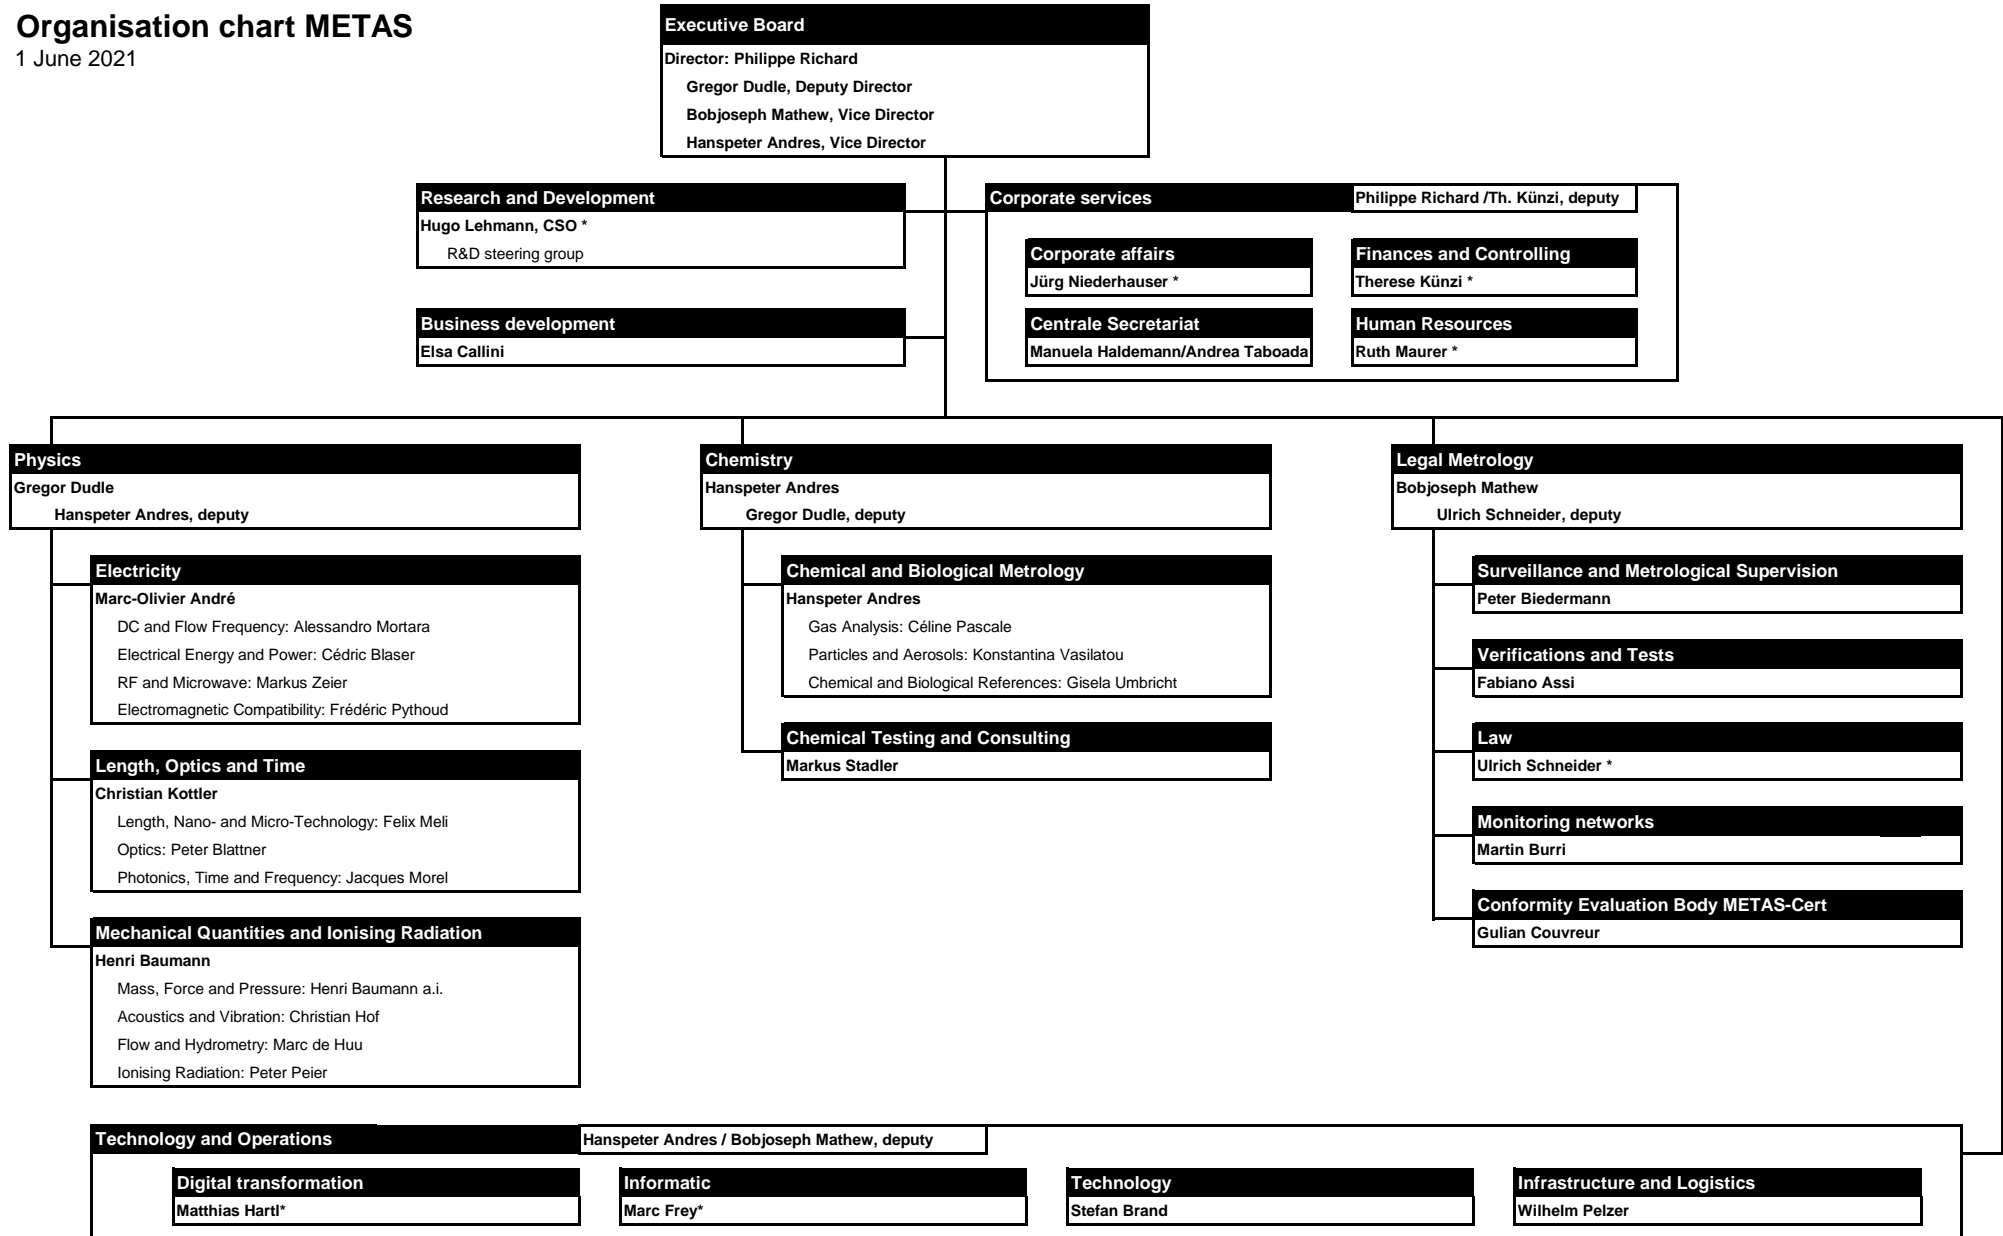 Organisation chart METAS
1 June 2021
Executive Board
Director: Philippe Richard
Gregor Dudle, Deputy Director
Bobjoseph Mathew, Vice Director
Hanspeter Andres, Vice Director
Research and Development
Hugo Lehmann, CSO *
R&D steering group
Business development
Elsa Callini
Corporate services
Philippe Richard /Th. Künzi, deputy
Corporate affairs
Jürg Niederhauser *
Finances and Controlling
Therese Künzi *
Centrale Secretariat
Manuela Haldemann/Andrea Taboada
Human Resources
Ruth Maurer *
Physics
Gregor Dudle
Hanspeter Andres, deputy
Electricity
Marc-Olivier André
DC and Flow Frequency: Alessandro Mortara
Electrical Energy and Power: Cédric Blaser
RF and Microwave: Markus Zeier
Electromagnetic Compatibility: Frédéric Pythoud
Length, Optics and Time
Christian Kottler
Length, Nano- and Micro-Technology: Felix Meli
Optics: Peter Blattner
Photonics, Time and Frequency: Jacques Morel
Mechanical Quantities and Ionising Radiation
Henri Baumann
Mass, Force and Pressure: Henri Baumann a.i.
Acoustics and Vibration: Christian Hof
Flow and Hydrometry: Marc de Huu
Ionising Radiation: Peter Peier
Chemistry
Hanspeter Andres
Gregor Dudle, deputy
Chemical and Biological Metrology
Hanspeter Andres
Gas Analysis: Céline Pascale
Particles and Aerosols: Konstantina Vasilatou
Chemical and Biological References: Gisela Umbricht
Chemical Testing and Consulting
Markus Stadler
Legal Metrology
Bobjoseph Mathew
Ulrich Schneider, deputy
Surveillance and Metrological Supervision
Peter Biedermann
Verifications and Tests
Fabiano Assi
Law
Ulrich Schneider *
Monitoring networks
Martin Burri
Conformity Evaluation Body METAS-Cert
Gulian Couvreur
Technology and Operations
Hanspeter Andres / Bobjoseph Mathew, deputy
Digital transformation
Matthias Hartl*
Informatic
Marc Frey*
Technology
Stefan Brand
Infrastructure and Logistics
Wilhelm Pelzer